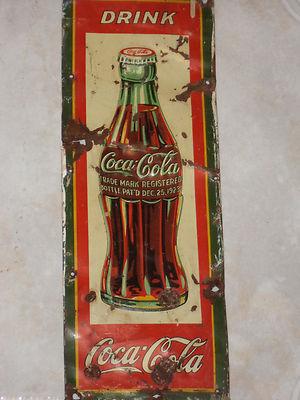 DRINK
Coca-Cola
Coca-Cola
TRADE MARK REGISTERED
BOTTLE PAT'D DEC. 25, 1923
Coca-Cola